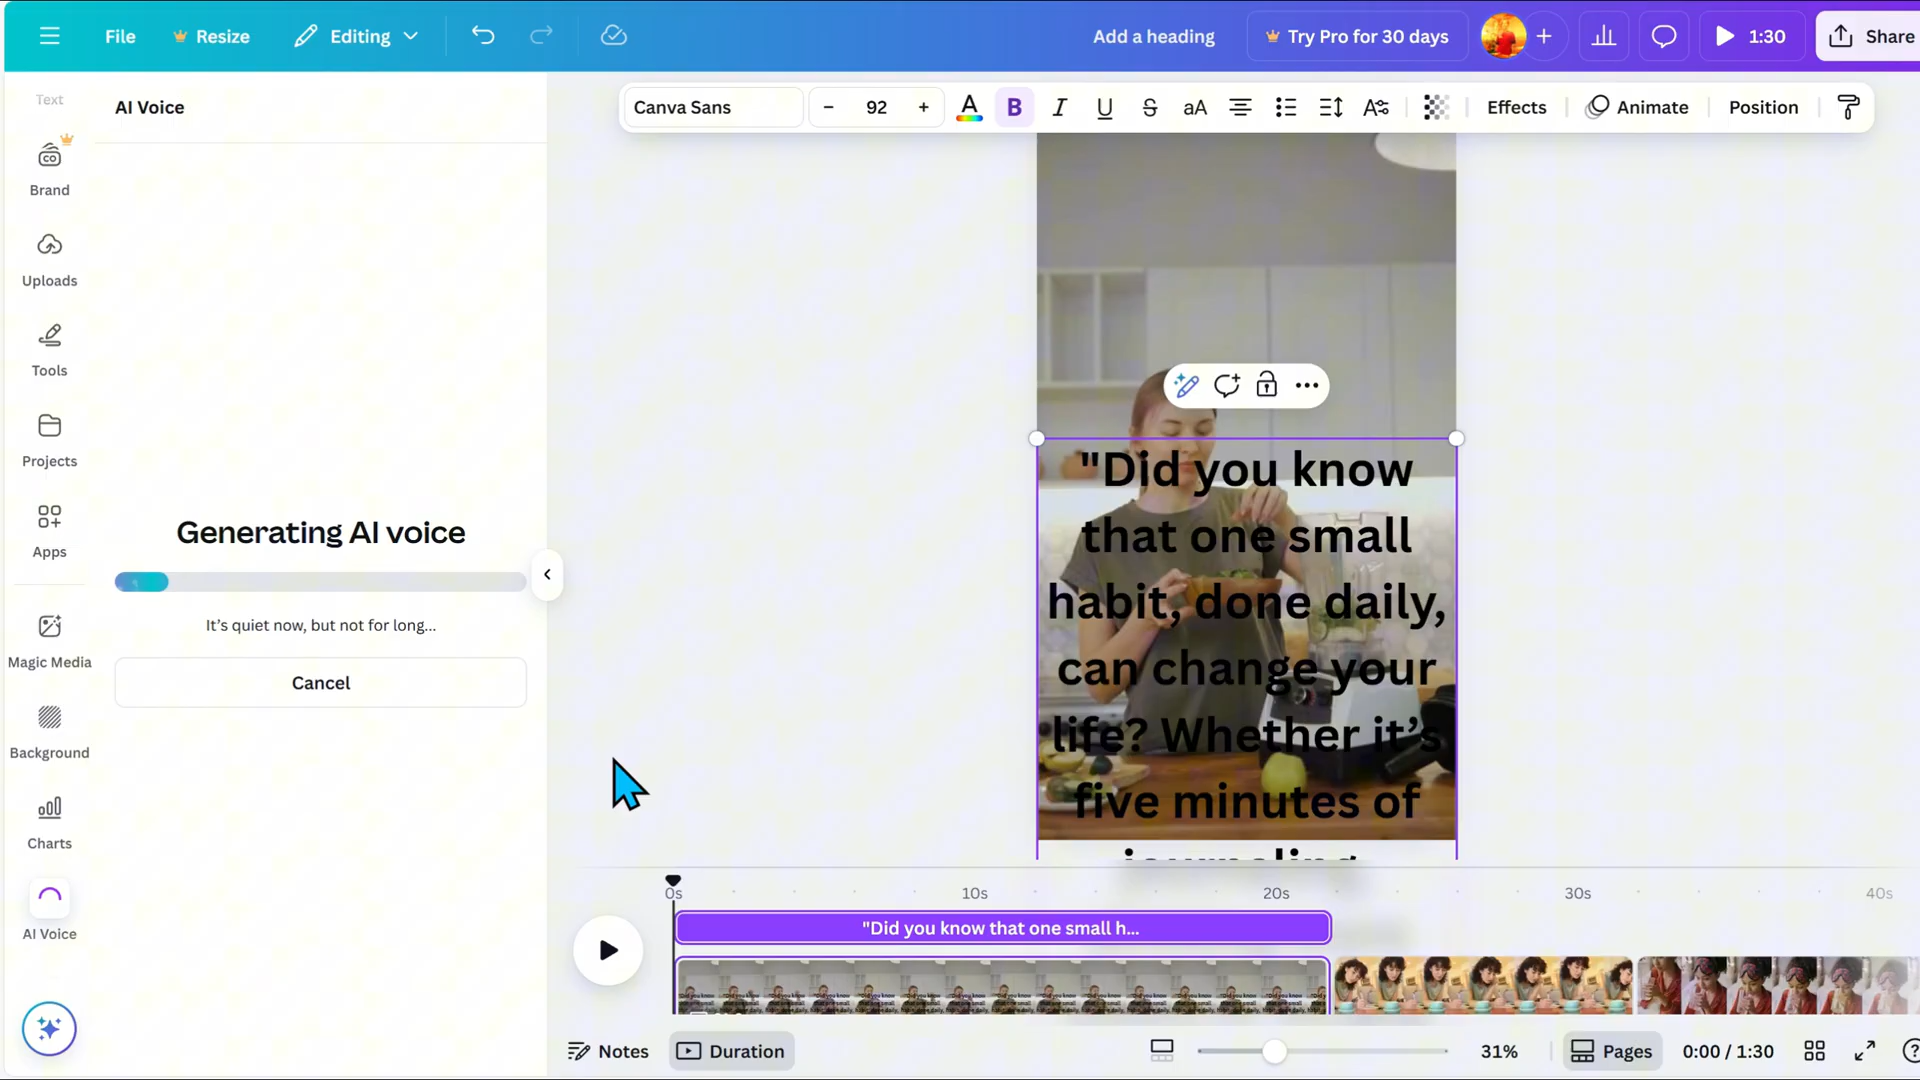 File
Resize
Editing
Add a heading
Try Pro for 30 days
1:30
Share
Text
Brand
Uploads
Tools
Projects
Apps
Magic Media
Background
Charts
AI Voice
AI Voice
Generating AI voice
It's quiet now, but not for long...
Cancel
Canva Sans
92
A
B
I
U
S
aA
Effects
Animate
Position
"Did you know
that one small
habit, done daily,
can change your
life? Whether it's
five minutes of
journaling
0s
10s
20s
30s
40s
"Did you know that one small h...
Notes
Duration
31%
Pages
0:00 / 1:30